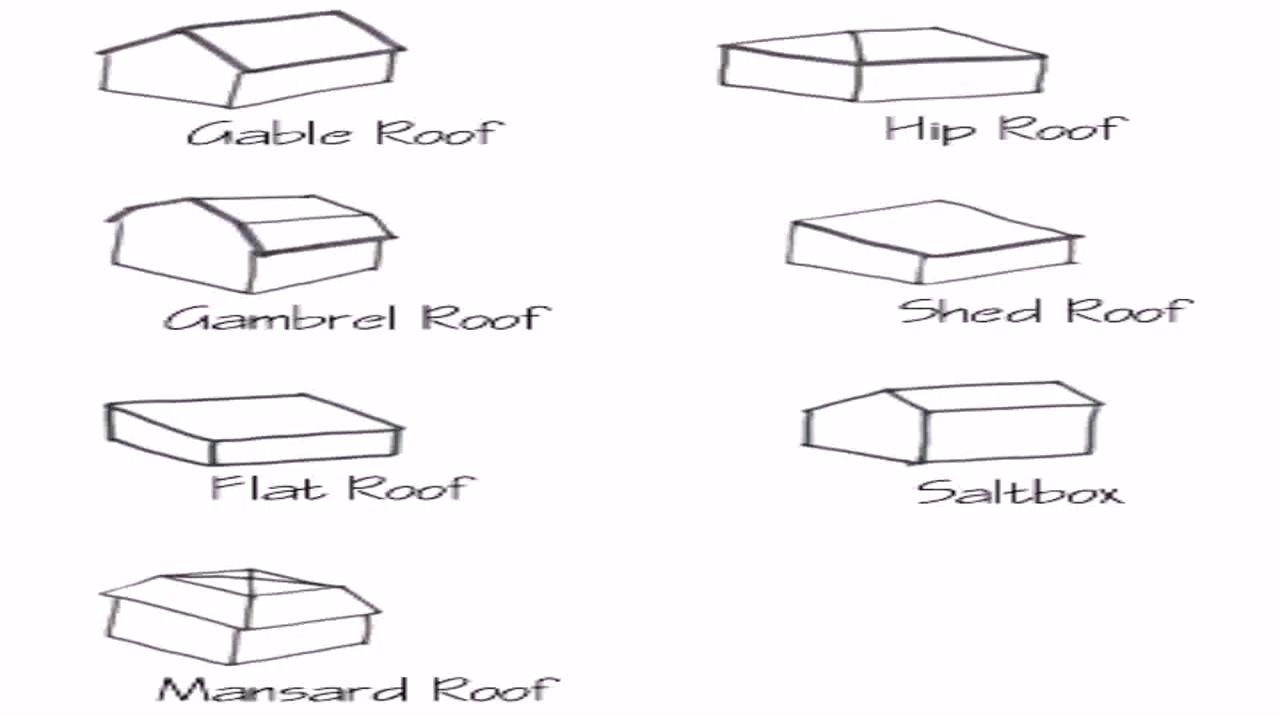 Gable Roof
Hip Roof
Gambrel Roof
Shed Roof
Flat Roof
Saltbox
Mansard Roof